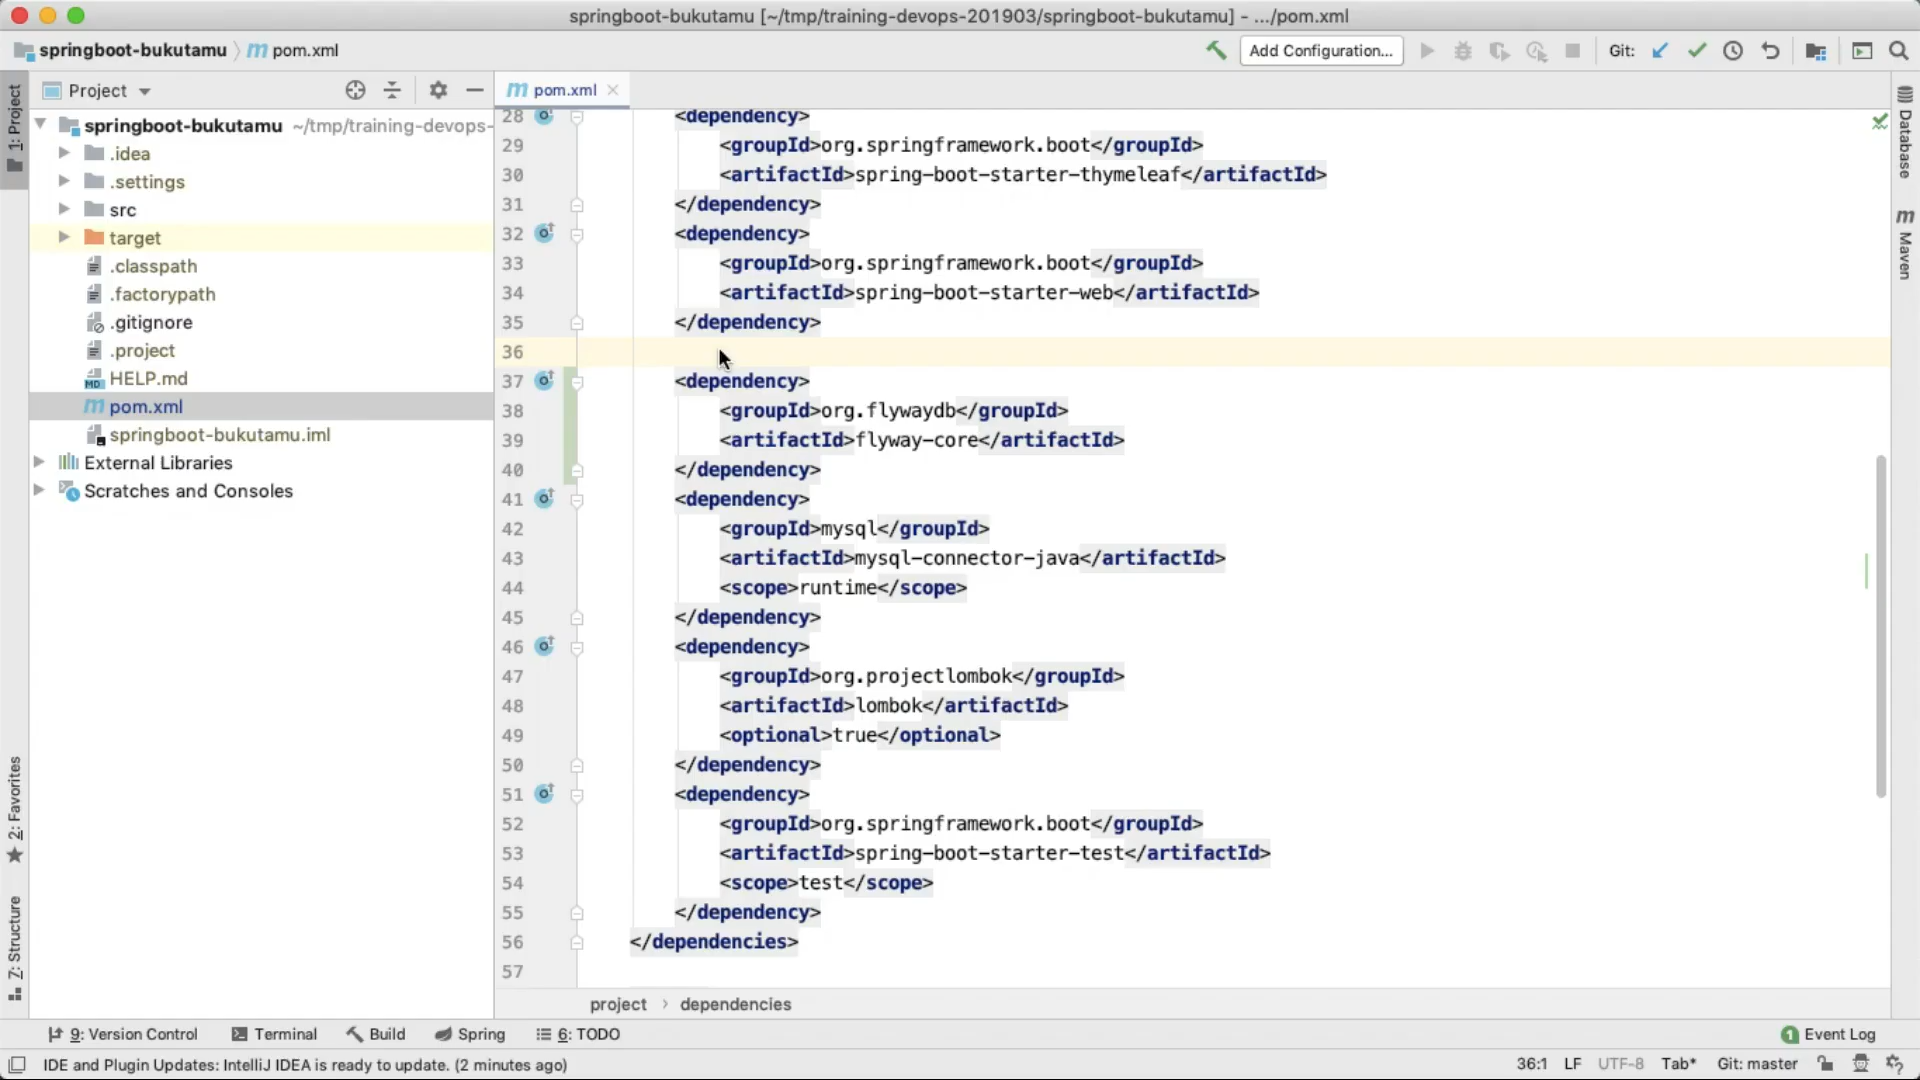 springboot-bukutamu [~/tmp/training-devops-201903/springboot-bukutamu] - .../pom.xml
springboot-bukutamu pom.xml
Add Configuration...
Git:
1: Project
Project
pom.xml
springboot-bukutamu ~/tmp/training-devops-
.idea
.settings
src
target
.classpath
.factorypath
.gitignore
.project
HELP.md
pom.xml
springboot-bukutamu.iml
External Libraries
Scratches and Consoles
2: Favorites
7: Structure
28 <dependency>
29 <groupId>org.springframework.boot</groupId>
30 <artifactId>spring-boot-starter-thymeleaf</artifactId>
31 </dependency>
32 <dependency>
33 <groupId>org.springframework.boot</groupId>
34 <artifactId>spring-boot-starter-web</artifactId>
35 </dependency>
36
37 <dependency>
38 <groupId>org.flywaydb</groupId>
39 <artifactId>flyway-core</artifactId>
40 </dependency>
41 <dependency>
42 <groupId>mysql</groupId>
43 <artifactId>mysql-connector-java</artifactId>
44 <scope>runtime</scope>
45 </dependency>
46 <dependency>
47 <groupId>org.projectlombok</groupId>
48 <artifactId>lombok</artifactId>
49 <optional>true</optional>
50 </dependency>
51 <dependency>
52 <groupId>org.springframework.boot</groupId>
53 <artifactId>spring-boot-starter-test</artifactId>
54 <scope>test</scope>
55 </dependency>
56 </dependencies>
57
Database
Maven
project › dependencies
9: Version Control Terminal Build Spring 6: TODO
1 Event Log
IDE and Plugin Updates: IntelliJ IDEA is ready to update. (2 minutes ago)
36:1 LF UTF-8 Tab* Git: master